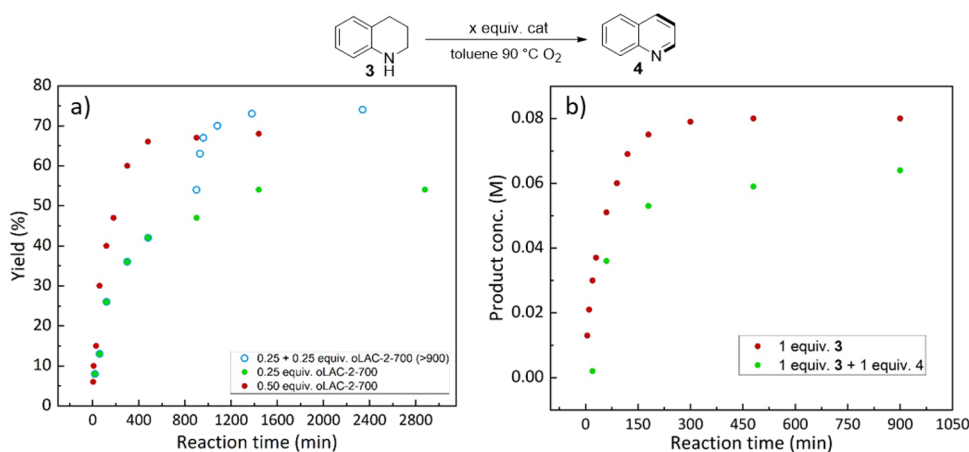 x equiv. cat
toluene 90 °C O₂
3
N
H
N
4
a)
80
70
60
50
40
30
20
10
0
Yield (%)
0 400 800 1200 1600 2000 2400 2800
Reaction time (min)
0.25 + 0.25 equiv. oLAC-2-700 (>900)
0.25 equiv. oLAC-2-700
0.50 equiv. oLAC-2-700
b)
0.08
0.06
0.04
0.02
0.00
Product conc. (M)
0 150 300 450 600 750 900 1050
Reaction time (min)
1 equiv. 3
1 equiv. 3 + 1 equiv. 4